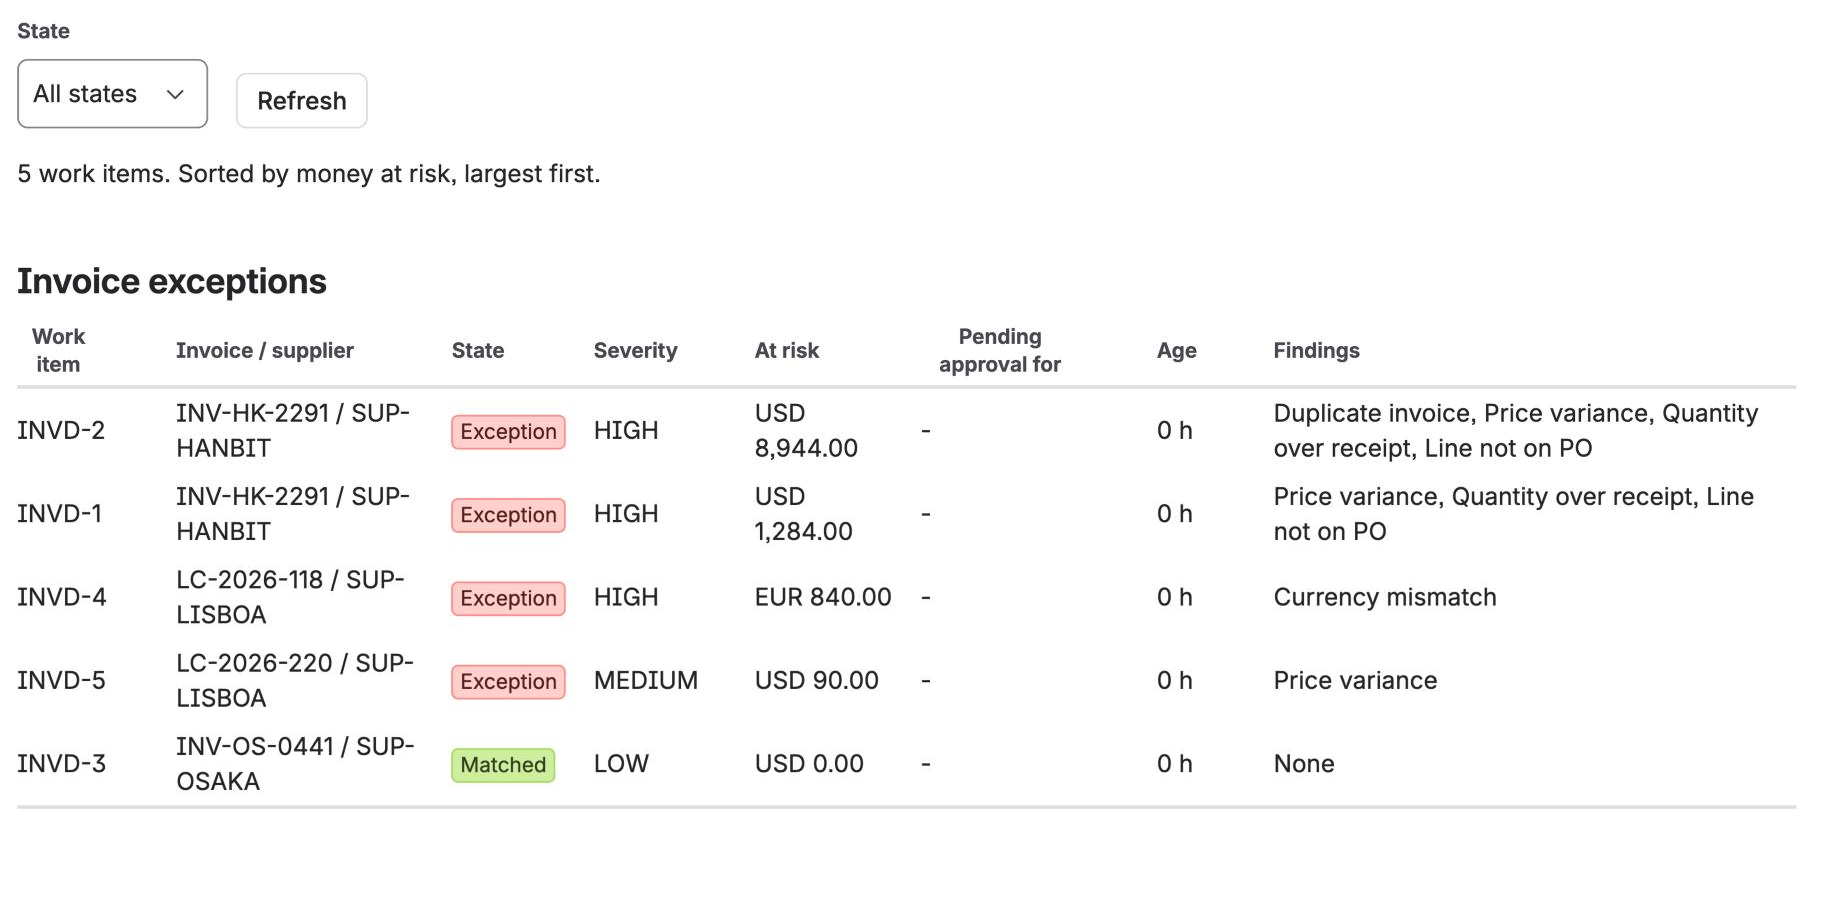 State
All states
Refresh
5 work items. Sorted by money at risk, largest first.
Invoice exceptions
Work item Invoice / supplier State Severity At risk Pending approval for Age Findings
INVD-2 INV-HK-2291 / SUP-HANBIT Exception HIGH USD 8,944.00 - 0 h Duplicate invoice, Price variance, Quantity over receipt, Line not on PO
INVD-1 INV-HK-2291 / SUP-HANBIT Exception HIGH USD 1,284.00 - 0 h Price variance, Quantity over receipt, Line not on PO
INVD-4 LC-2026-118 / SUP-LISBOA Exception HIGH EUR 840.00 - 0 h Currency mismatch
INVD-5 LC-2026-220 / SUP-LISBOA Exception MEDIUM USD 90.00 - 0 h Price variance
INVD-3 INV-OS-0441 / SUP-OSAKA Matched LOW USD 0.00 - 0 h None